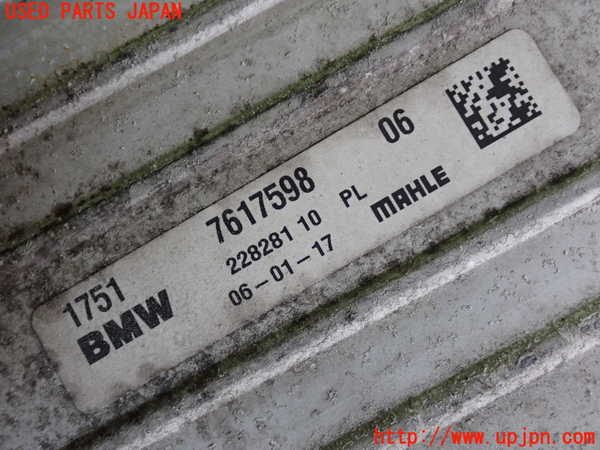 USED PARTS JAPAN
1751 7617598 06
BMW 228281 10 PL MAHLE
06-01-17
http://www.upjpn.com/